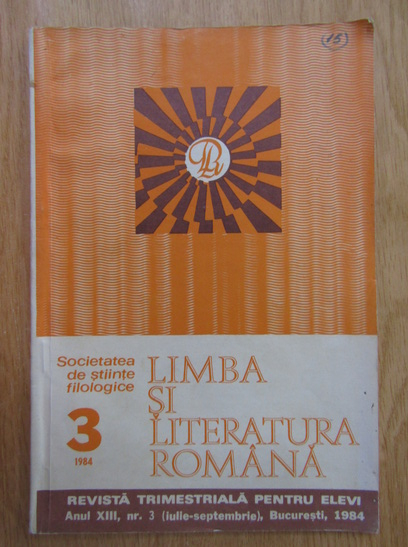 15
Societatea
de științe
filologice
3
1984
LIMBA
ȘI
LITERATURA
ROMÂNĂ
REVISTĂ TRIMESTRIALĂ PENTRU ELEVI
Anul XIII, nr. 3 (iulie-septembrie), București, 1984